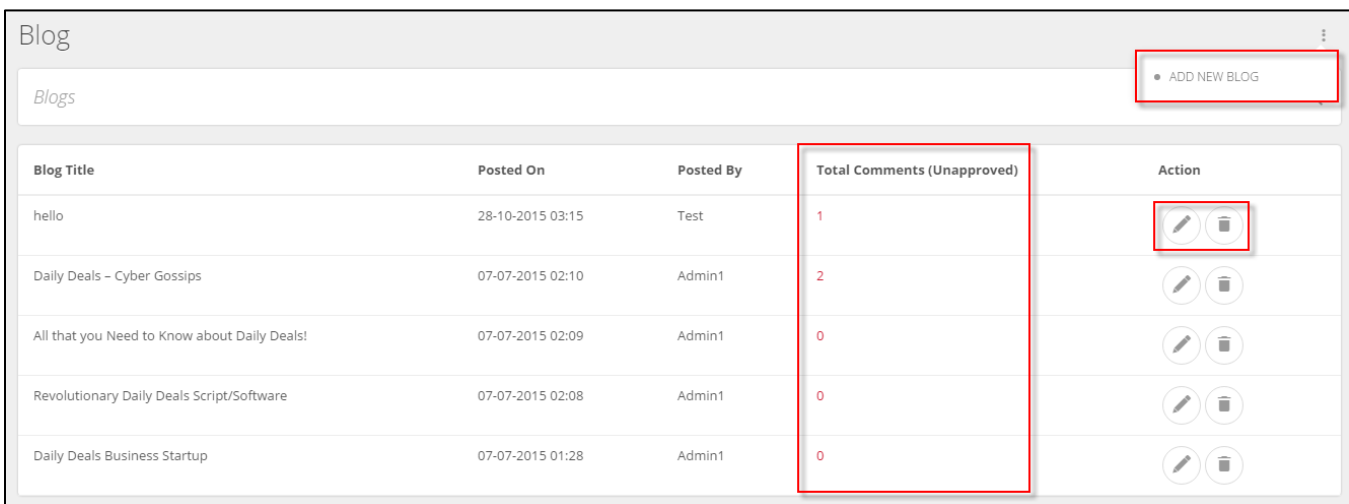 Blog
ADD NEW BLOG
Blogs
Blog Title Posted On Posted By Total Comments (Unapproved) Action
hello 28-10-2015 03:15 Test 1
Daily Deals – Cyber Gossips 07-07-2015 02:10 Admin1 2
All that you Need to Know about Daily Deals! 07-07-2015 02:09 Admin1 0
Revolutionary Daily Deals Script/Software 07-07-2015 02:08 Admin1 0
Daily Deals Business Startup 07-07-2015 01:28 Admin1 0